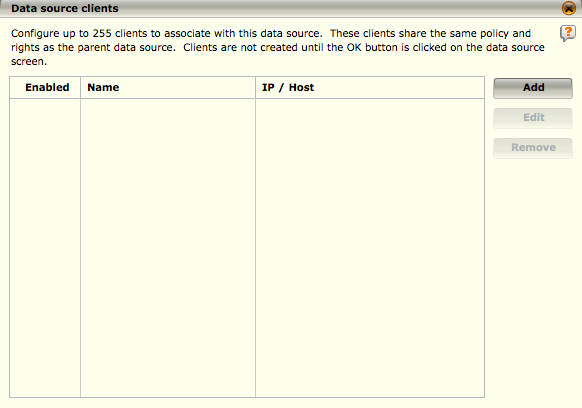 Data source clients
Configure up to 255 clients to associate with this data source.  These clients share the same policy and
rights as the parent data source.  Clients are not created until the OK button is clicked on the data source
screen.
Enabled Name IP / Host
Add
Edit
Remove